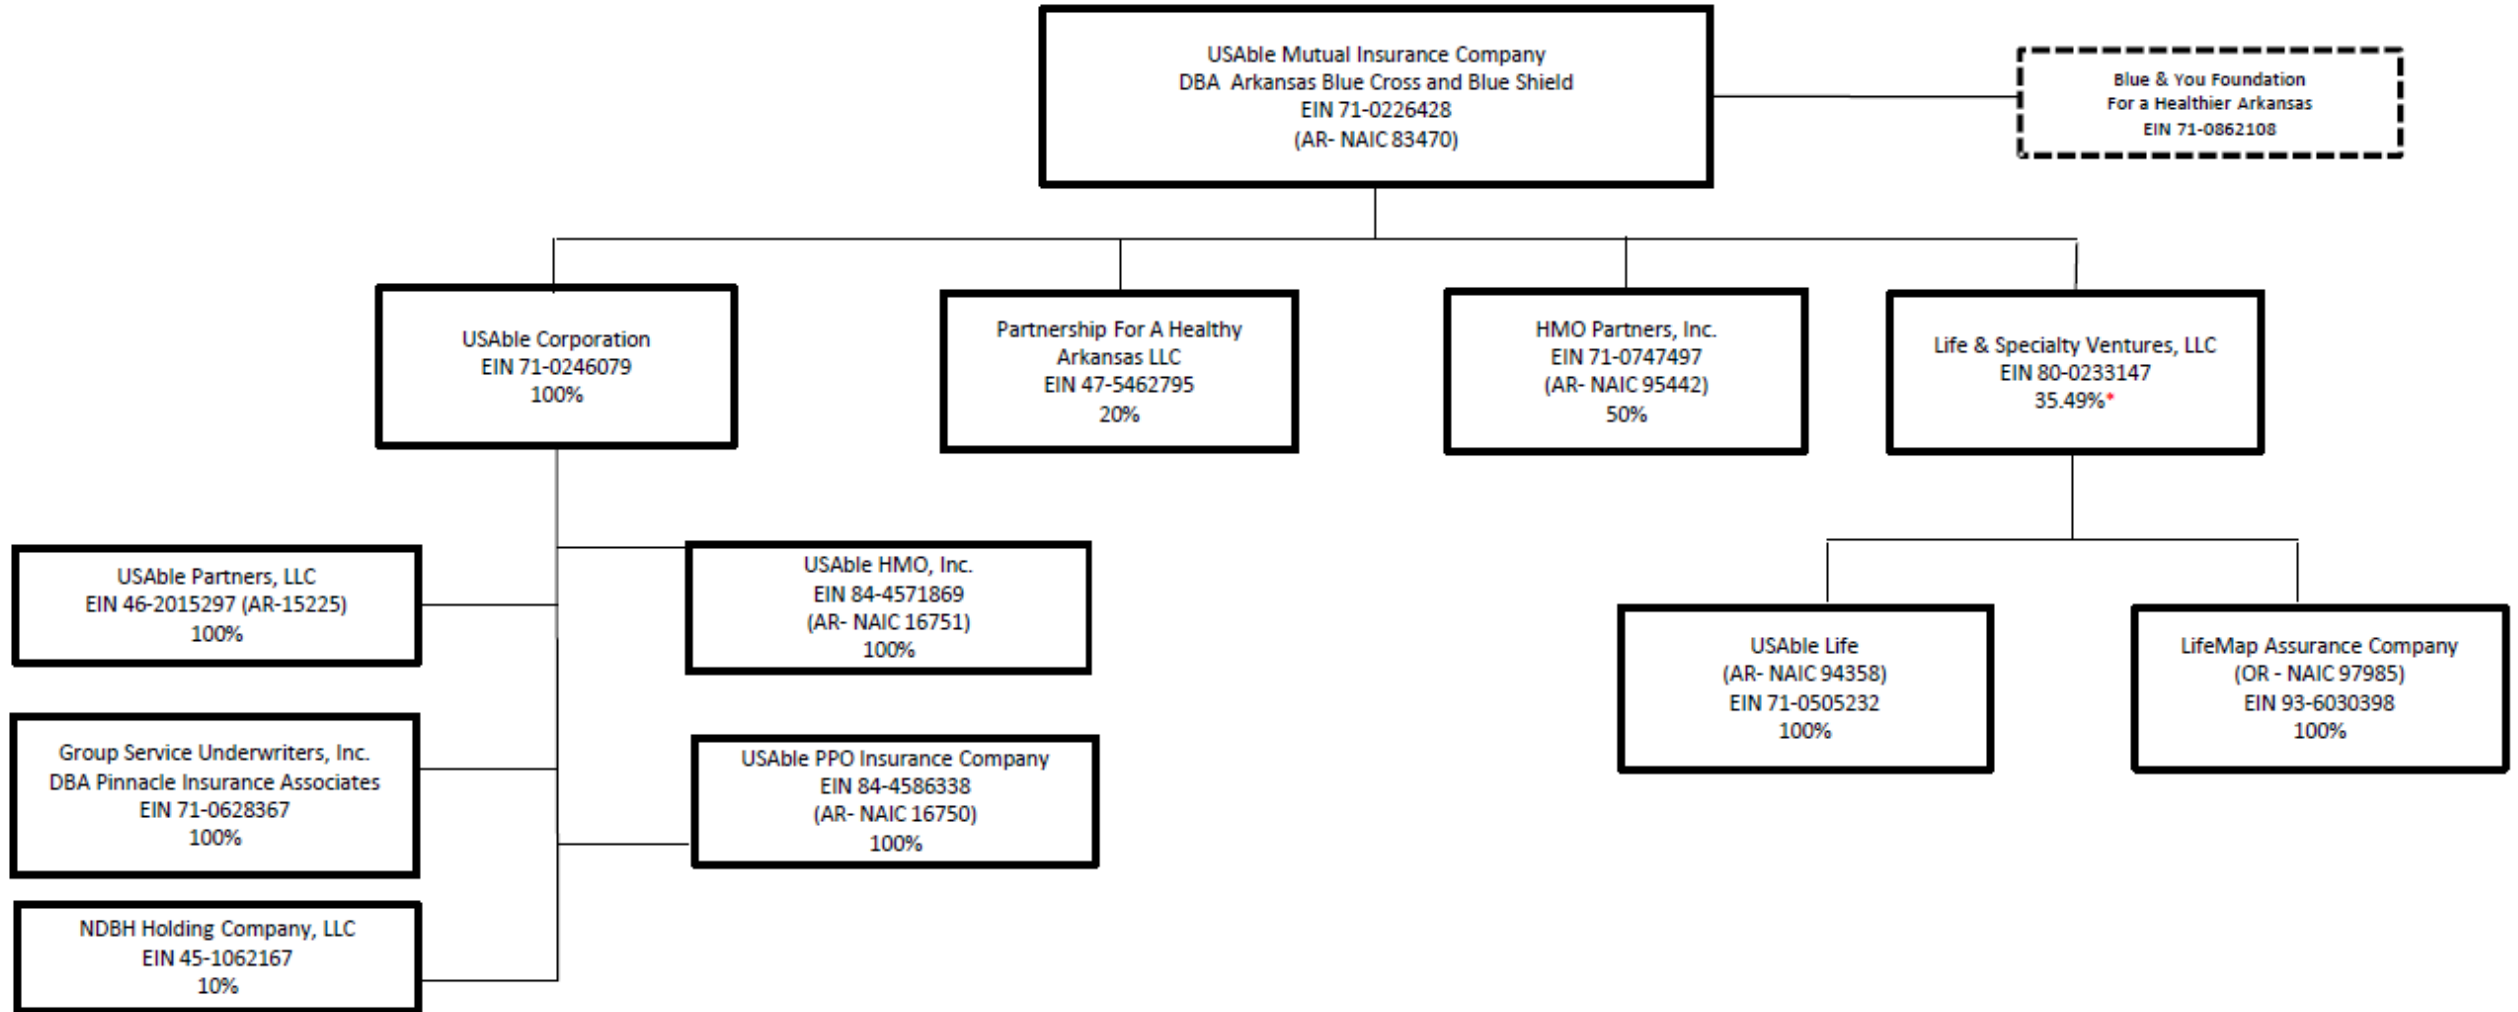 USAble Mutual Insurance Company
DBA Arkansas Blue Cross and Blue Shield
EIN 71-0226428
(AR- NAIC 83470)
Blue & You Foundation
For a Healthier Arkansas
EIN 71-0862108
USAble Corporation
EIN 71-0246079
100%
Partnership For A Healthy
Arkansas LLC
EIN 47-5462795
20%
HMO Partners, Inc.
EIN 71-0747497
(AR- NAIC 95442)
50%
Life & Specialty Ventures, LLC
EIN 80-0233147
35.49%*
USAble Partners, LLC
EIN 46-2015297 (AR-15225)
100%
USAble HMO, Inc.
EIN 84-4571869
(AR- NAIC 16751)
100%
USAble Life
(AR- NAIC 94358)
EIN 71-0505232
100%
LifeMap Assurance Company
(OR - NAIC 97985)
EIN 93-6030398
100%
Group Service Underwriters, Inc.
DBA Pinnacle Insurance Associates
EIN 71-0628367
100%
USAble PPO Insurance Company
EIN 84-4586338
(AR- NAIC 16750)
100%
NDBH Holding Company, LLC
EIN 45-1062167
10%